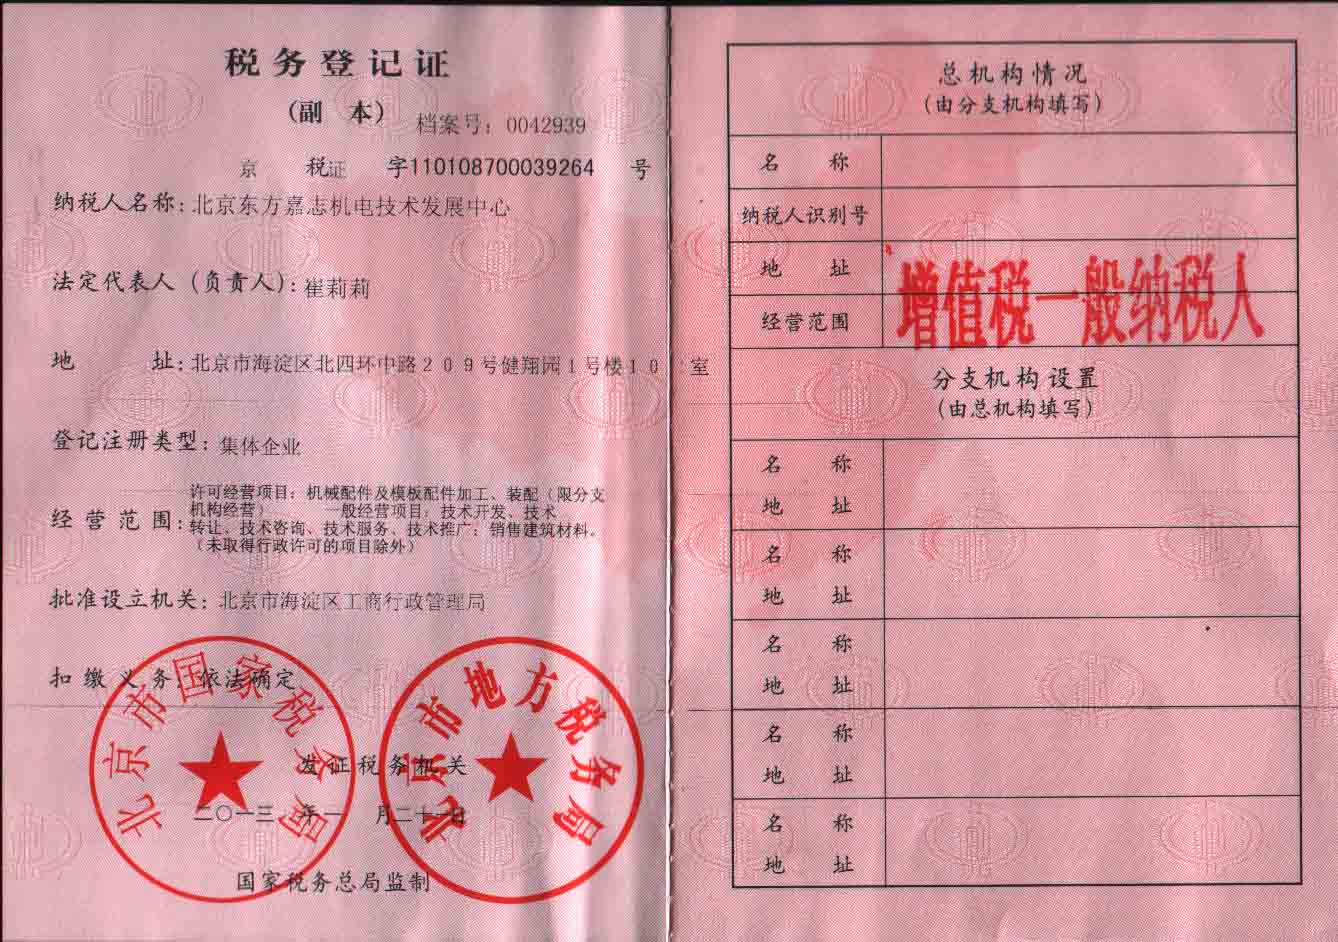 税务登记证
(副 本)
档案号：0042939
京 税证 字110108700039264 号
纳税人名称：北京东方嘉志机电技术发展中心
法定代表人（负责人）：崔莉莉
地 址：北京市海淀区北四环中路２０９号健翔园１号楼１０ 室
登记注册类型：集体企业
经营范围：
许可经营项目：机械配件及模板配件加工、装配（限分支
机构经营） 一般经营项目：技术开发、技术
转让、技术咨询、技术服务、技术推广；销售建筑材料。
（未取得行政许可的项目除外）
批准设立机关：北京市海淀区工商行政管理局
扣缴义务：依法确定
北京市国家税务局
北京市地方税务局
发证税务机关
二〇一三 年一 月二十一日
国家税务总局监制
总机构情况
（由分支机构填写）
名 称
纳税人识别号
地 址
经营范围
增值税一般纳税人
分支机构设置
（由总机构填写）
名 称
地 址
名 称
地 址
名 称
地 址
名 称
地 址
名 称
地 址